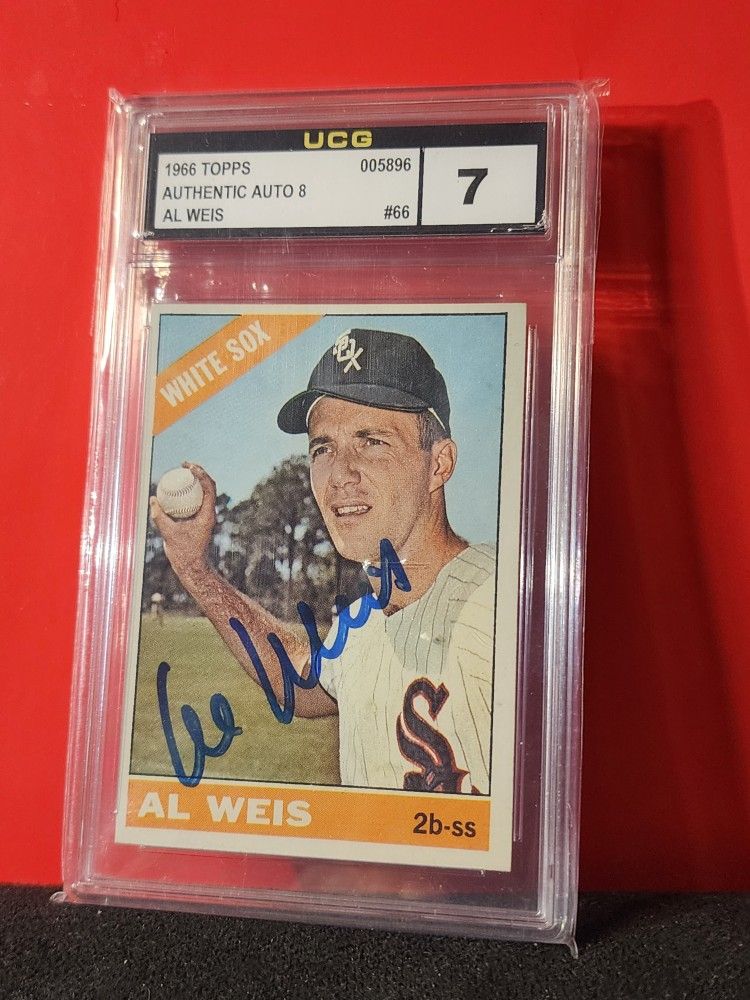 UCG
1966 TOPPS 005896
AUTHENTIC AUTO 8
AL WEIS #66
7
WHITE SOX
SOX
Al Weis
SOX
AL WEIS
2b-ss